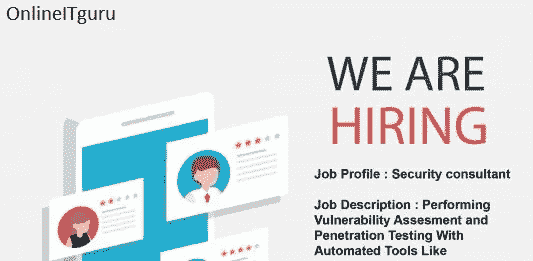 OnlineITguru
WE ARE
HIRING
Job Profile : Security consultant
Job Description : Performing
Vulnerability Assesment and
Penetration Testing With
Automated Tools Like